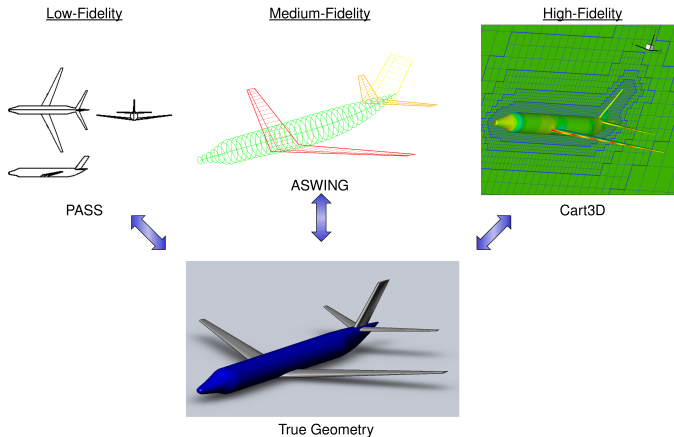 Low-Fidelity
Medium-Fidelity
High-Fidelity
PASS
ASWING
Cart3D
True Geometry